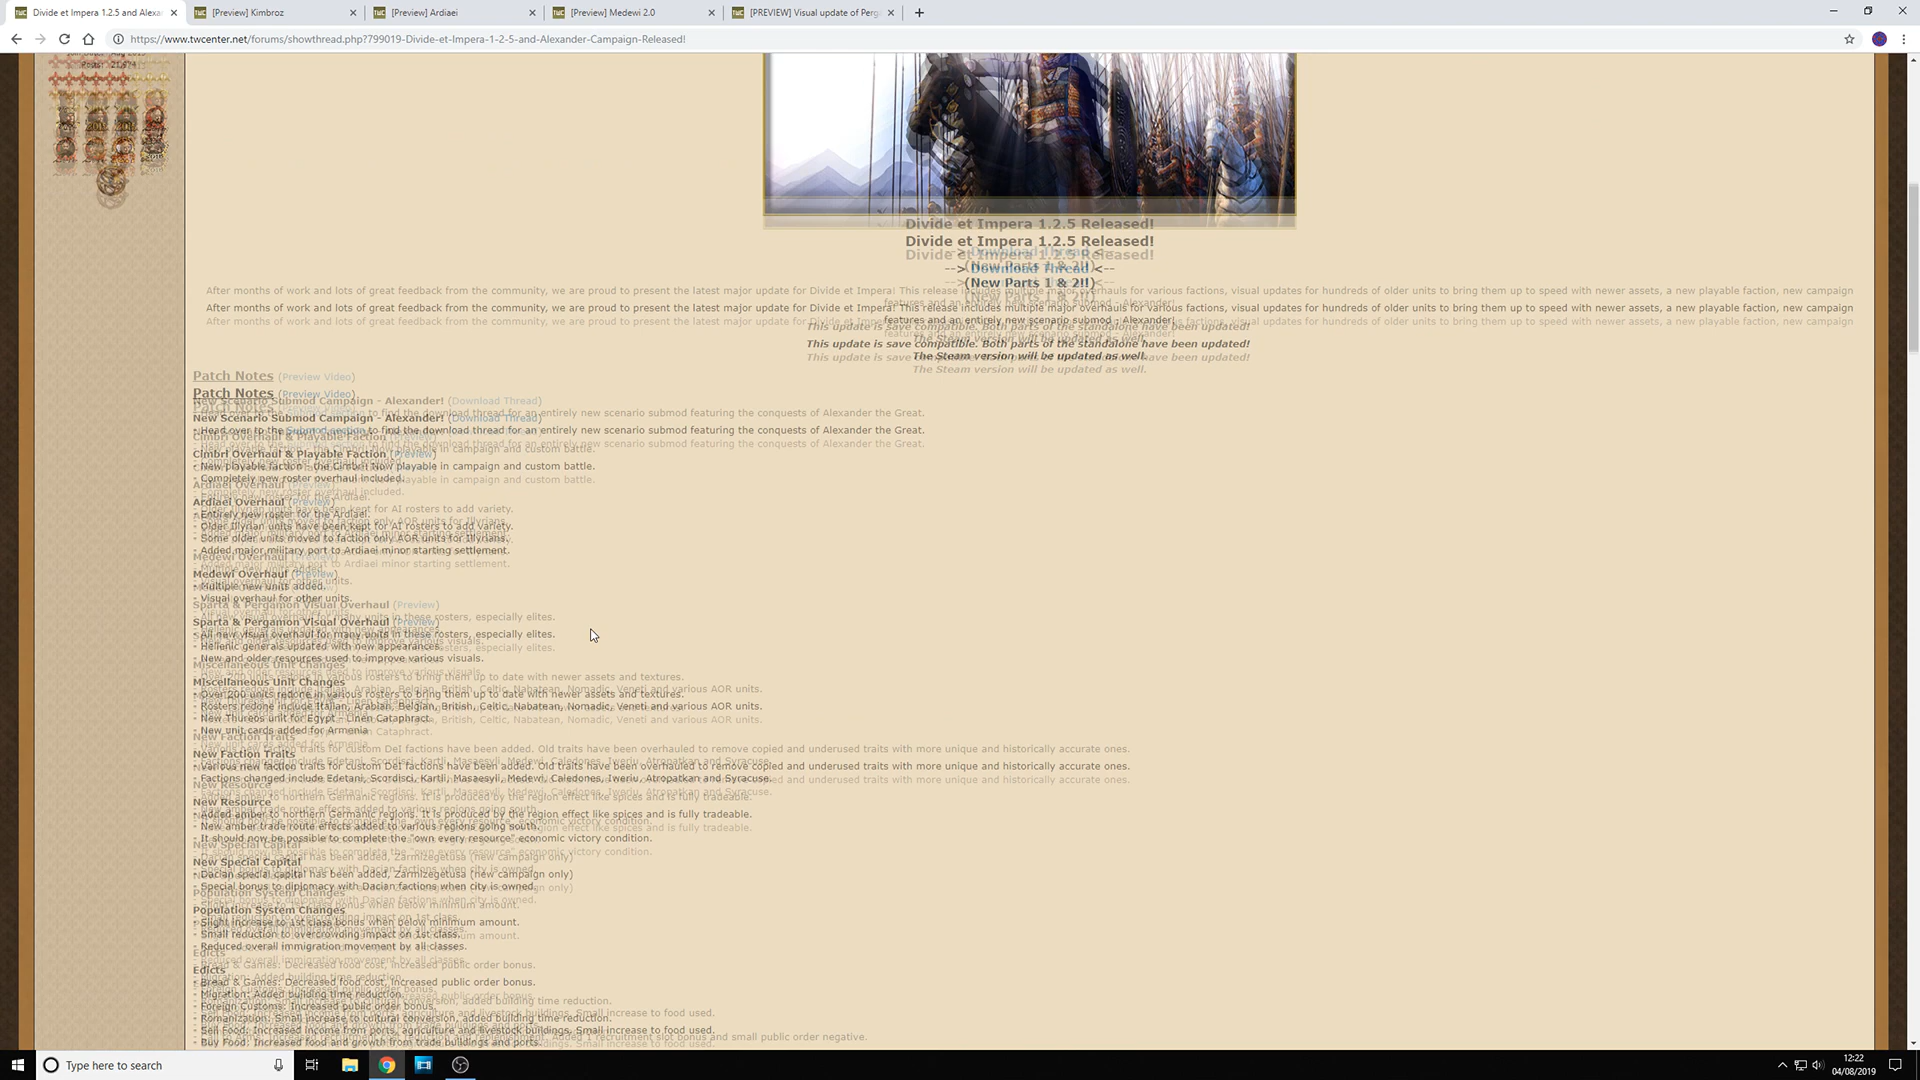 Divide et Impera 1.2.5 and Alexan
[Preview] Kimbroz
[Preview] Ardiaei
[Preview] Medewi 2.0
[PREVIEW] Visual update of Perg
https://www.twcenter.net/forums/showthread.php?799019-Divide-et-Impera-1-2-5-and-Alexander-Campaign-Released!
Divide et Impera 1.2.5 Released!
--> Download Thread <--
(New Parts 1 & 2!!)
After months of work and lots of great feedback from the community, we are proud to present the latest major update for Divide et Impera! This release includes multiple major overhauls for various factions, visual updates for hundreds of older units to bring them up to speed with newer assets, a new playable faction, new campaign
features and an entirely new scenario submod - Alexander!
This update is save compatible. Both parts of the standalone have been updated!
The Steam version will be updated as well.
Patch Notes (Preview Video)
New Scenario Submod Campaign - Alexander! (Download Thread)
- Head over to the Submod section to find the download thread for an entirely new scenario submod featuring the conquests of Alexander the Great.
Cimbri Overhaul & Playable Faction (Preview)
- New playable faction - the Cimbri! Now playable in campaign and custom battle.
- Completely new roster overhaul included.
Ardiaei Overhaul (Preview)
- Entirely new roster for the Ardiaei.
- Older Illyrian units have been kept for AI rosters to add variety.
- Some older units moved to faction only AOR units for Illyrians.
- Added major military port to Ardiaei minor starting settlement.
Medewi Overhaul (Preview)
- Multiple new units added.
- Visual overhaul for other units.
Sparta & Pergamon Visual Overhaul (Preview)
- All new visual overhaul for many units in these rosters, especially elites.
- Hellenic generals updated with new appearances.
- New and older resources used to improve various visuals.
Miscellaneous Unit Changes
- Over 200 units redone in various rosters to bring them up to date with newer assets and textures.
- Rosters redone include Italian, Arabian, Belgian, British, Celtic, Nabatean, Nomadic, Veneti and various AOR units.
- New Thureos unit for Egypt - Linen Cataphract.
- New unit cards added for Armenia
New Faction Traits
- Various new faction traits for custom DeI factions have been added. Old traits have been overhauled to remove copied and underused traits with more unique and historically accurate ones.
- Factions changed include Edetani, Scordisci, Kartli, Masaesyli, Medewi, Caledones, Iweriu, Atropatkan and Syracuse.
New Resource
- Added amber to northern Germanic regions. It is produced by the region effect like spices and is fully tradeable.
- New amber trade route effects added to various regions going south.
- It should now be possible to complete the "own every resource" economic victory condition.
New Special Capital
- Dacian special capital has been added, Zarmizegetusa (new campaign only)
- Special bonus to diplomacy with Dacian factions when city is owned.
Population System Changes
- Slight increase to 1st class bonus when below minimum amount.
- Small reduction to overcrowding impact on 1st class.
- Reduced overall immigration movement by all classes.
Edicts
- Bread & Games: Decreased food cost, increased public order bonus.
- Migration: Added building time reduction.
- Foreign Customs: Increased public order bonus.
- Romanization: Small increase to cultural conversion, added building time reduction.
- Sell Food: Increased income from ports, agriculture and livestock buildings. Small increase to food used.
- Buy Food: Increased food and growth from trade buildings and ports.
Type here to search
12:22
04/08/2019